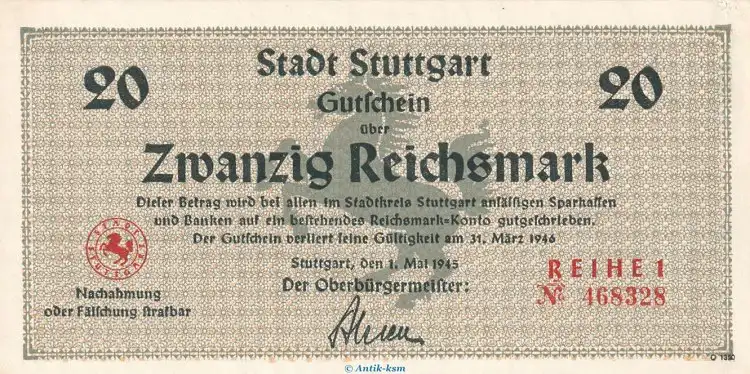 20 Stadt Stuttgart 20
Gutschein
über
Zwanzig Reichsmark
Dieser Betrag wird bei allen im Stadtkreis Stuttgart ansässigen Sparkassen
und Banken auf ein bestehendes Reichsmark-Konto gutgeschrieben.
Der Gutschein verliert seine Gültigkeit am 31. März 1946
Stuttgart, den 1. Mai 1945
Der Oberbürgermeister:
STADT STUTTGART
Nachahmung
oder Fälschung strafbar
REIHE 1
№ 468328
© Antik-ksm